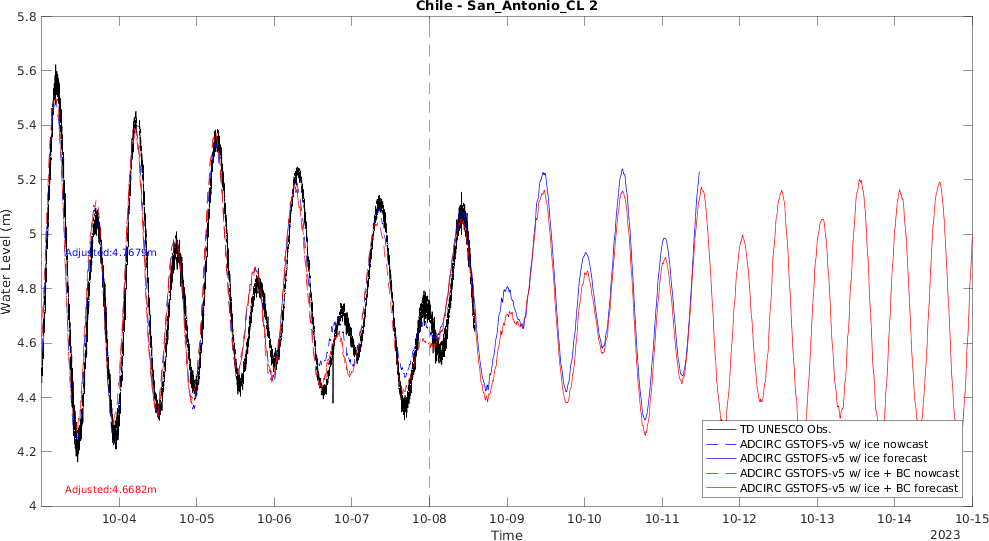 Chile - San_Antonio_CL 2
Water Level (m)
5.8
5.6
5.4
5.2
5
4.8
4.6
4.4
4.2
4
Adjusted:4.7679m
Adjusted:4.6682m
TD UNESCO Obs.
ADCIRC GSTOFS-v5 w/ ice nowcast
ADCIRC GSTOFS-v5 w/ ice forecast
ADCIRC GSTOFS-v5 w/ ice + BC nowcast
ADCIRC GSTOFS-v5 w/ ice + BC forecast
10-04 10-05 10-06 10-07 10-08 10-09 10-10 10-11 10-12 10-13 10-14 10-15
Time
2023